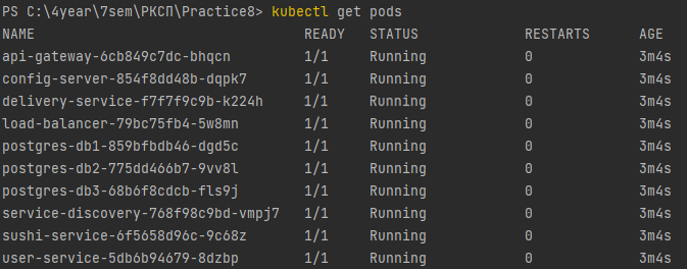 PS C:\4year\7sem\РКСП\Practice8> kubectl get pods
NAME READY STATUS RESTARTS AGE
api-gateway-6cb849c7dc-bhqcn 1/1 Running 0 3m4s
config-server-854f8dd48b-dqpk7 1/1 Running 0 3m4s
delivery-service-f7f7f9c9b-k224h 1/1 Running 0 3m4s
load-balancer-79bc75fb4-5w8mn 1/1 Running 0 3m4s
postgres-db1-859bfbdb46-dgd5c 1/1 Running 0 3m4s
postgres-db2-775dd466b7-9vv8l 1/1 Running 0 3m4s
postgres-db3-68b6f8cdcb-fls9j 1/1 Running 0 3m4s
service-discovery-768f98c9bd-vmpj7 1/1 Running 0 3m4s
sushi-service-6f5658d96c-9c68z 1/1 Running 0 3m4s
user-service-5db6b94679-8dzbp 1/1 Running 0 3m4s